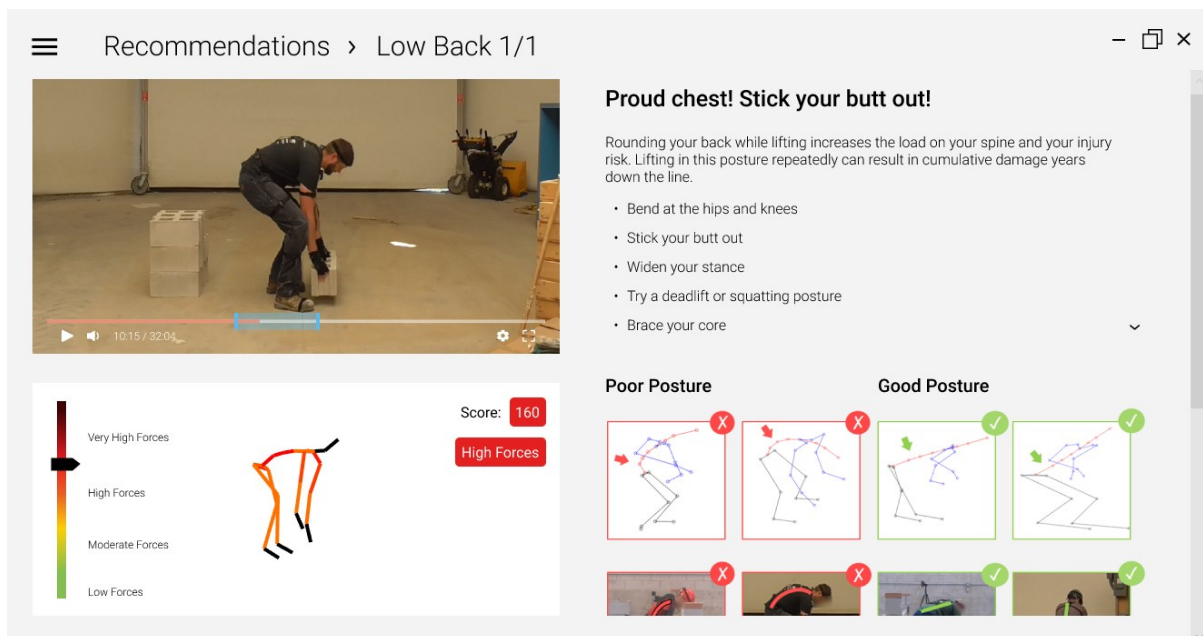 Recommendations › Low Back 1/1
10:15 / 32:04
Proud chest! Stick your butt out!
Rounding your back while lifting increases the load on your spine and your injury
risk. Lifting in this posture repeatedly can result in cumulative damage years
down the line.
• Bend at the hips and knees
• Stick your butt out
• Widen your stance
• Try a deadlift or squatting posture
• Brace your core
Very High Forces
High Forces
Moderate Forces
Low Forces
Score: 160
High Forces
Poor Posture
Good Posture